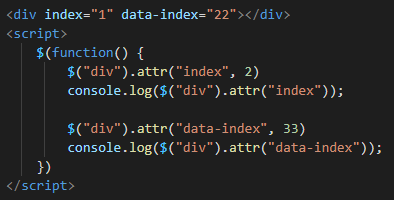 <div index="1" data-index="22"></div>
<script>
    $(function() {
        $("div").attr("index", 2)
        console.log($("div").attr("index"));

        $("div").attr("data-index", 33)
        console.log($("div").attr("data-index"));
    })
</script>